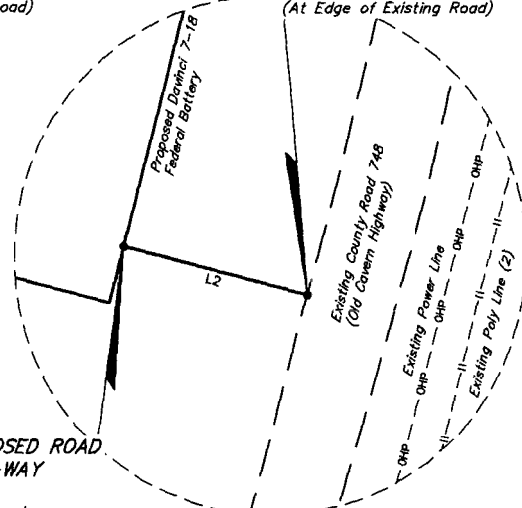 oad)
(At Edge of Existing Road)
Proposed Davinci 7-18
Federal Battery
L2
Existing County Road 748
(Old Cavern Highway)
Existing Power Line
OHP
OHP
OHP
OHP
OHP
Existing Poly Line (2)
OSED ROAD
-WAY